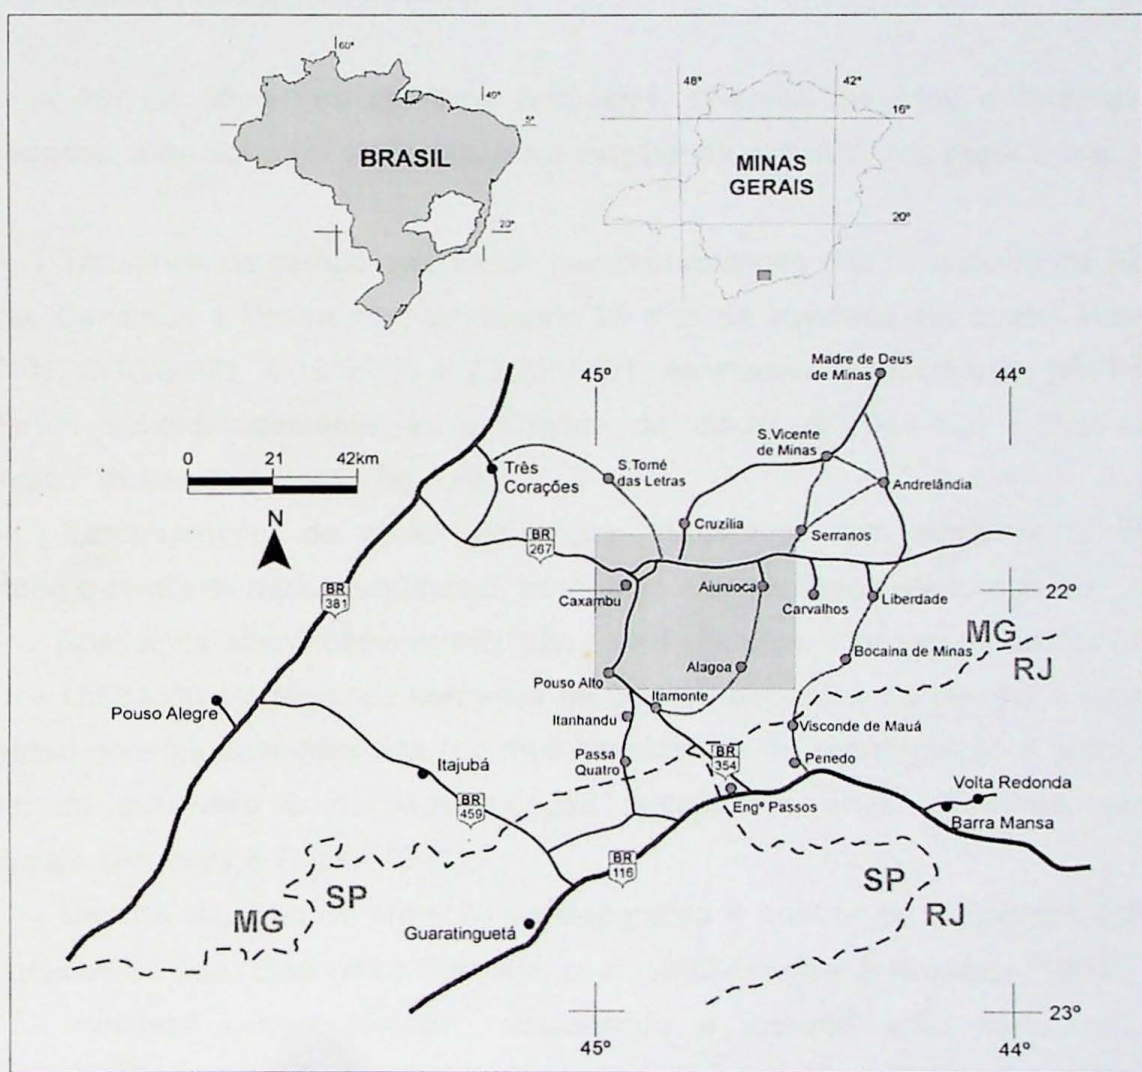 60°
40°
5°
BRASIL
20°
48°
42°
16°
MINAS
GERAIS
20°
45°
Madre de Deus
de Minas
44°
S.Vicente
de Minas
0
21
42km
Três
Corações
S.Tomé
das Letras
Andrelândia
N
Cruzília
Serranos
BR
267
BR
381
Caxambu
Aiuruoca
Carvalhos
Liberdade
22°
MG
RJ
Bocaina de Minas
Alagoa
Pouso Alto
Itamonte
Pouso Alegre
Itanhandu
Visconde de Mauá
Passa
Quatro
BR
354
Penedo
Itajubá
Volta Redonda
Engº Passos
Barra Mansa
BR
459
BR
116
SP
SP
MG
RJ
Guaratinguetá
23°
45°
44°